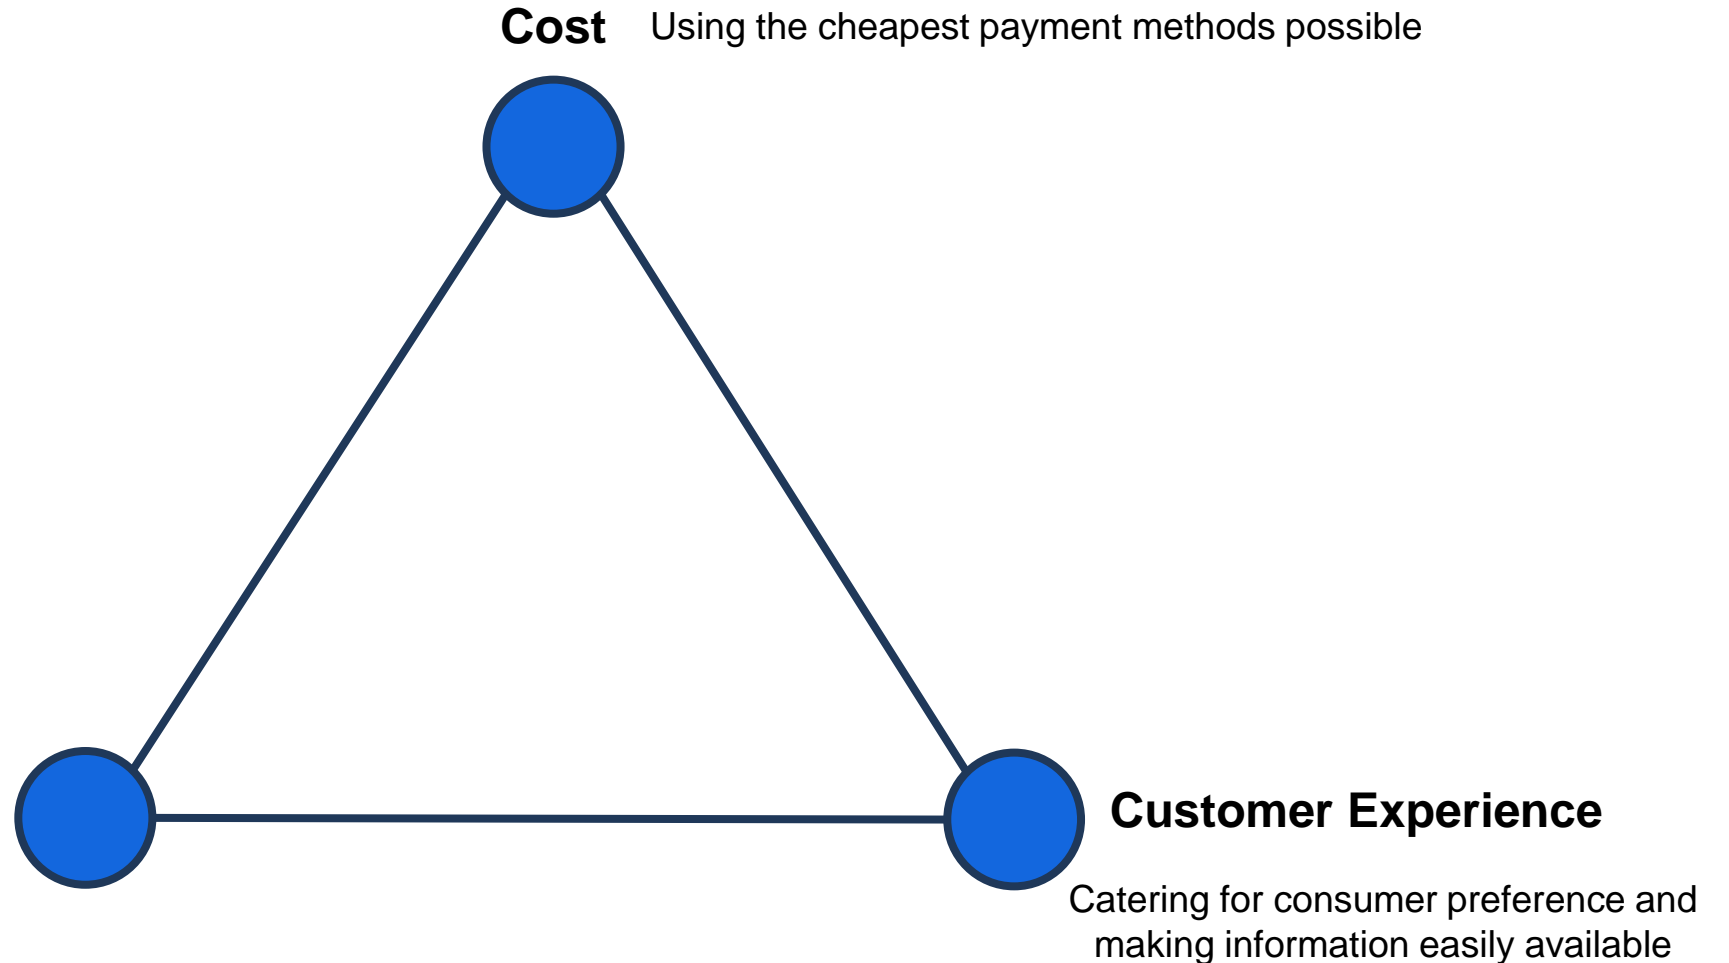 Cost Using the cheapest payment methods possible
Customer Experience
Catering for consumer preference and
making information easily available